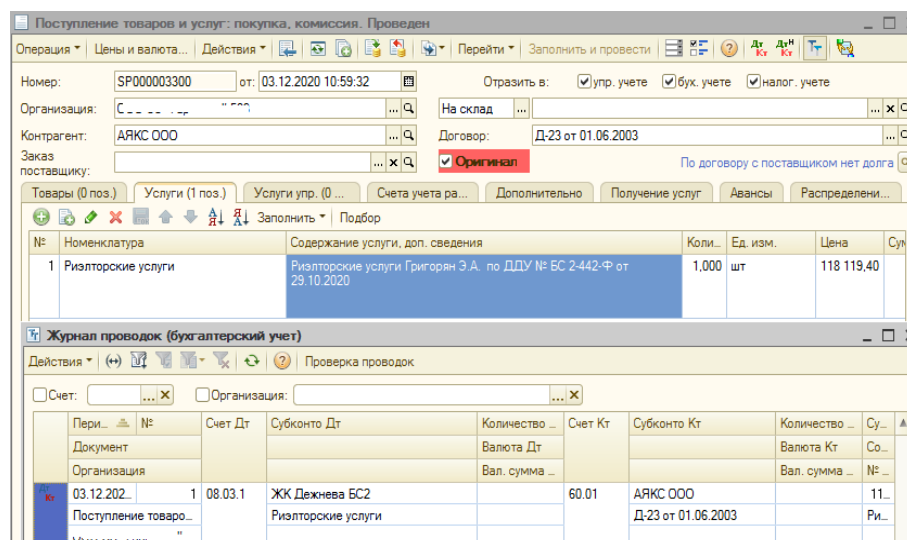 Поступление товаров и услуг: покупка, комиссия. Проведен
Операция Цены и валюта... Действия Перейти Заполнить и провести
Номер: SP000003300 от: 03.12.2020 10:59:32 Отразить в: упр. учете бух. учете налог. учете
Организация: На склад
Контрагент: АЯКС ООО Договор: Д-23 от 01.06.2003
Заказ
поставщику: Оригинал По договору с поставщиком нет долга
Товары (0 поз.) Услуги (1 поз.) Услуги упр. (0 ... Счета учета ра... Дополнительно Получение услуг Авансы Распределени...
Заполнить Подбор
№ Номенклатура Содержание услуги, доп. сведения Коли... Ед. изм. Цена Сум
1 Риэлторские услуги Риэлторские услуги Григорян Э.А. по ДДУ № БС 2-442-Ф от 1,000 шт 118 119,40
29.10.2020
Журнал проводок (бухгалтерский учет)
Действия Проверка проводок
Счет: Организация:
Пери... № Счет Дт Субконто Дт Количество ... Счет Кт Субконто Кт Количество ... Су...
Документ Валюта Дт Валюта Кт Со...
Организация Вал. сумма ... Вал. сумма ... № ...
03.12.202... 1 08.03.1 ЖК Дежнева БС2 60.01 АЯКС ООО 11...
Поступление товаро... Риэлторские услуги Д-23 от 01.06.2003 Ри...